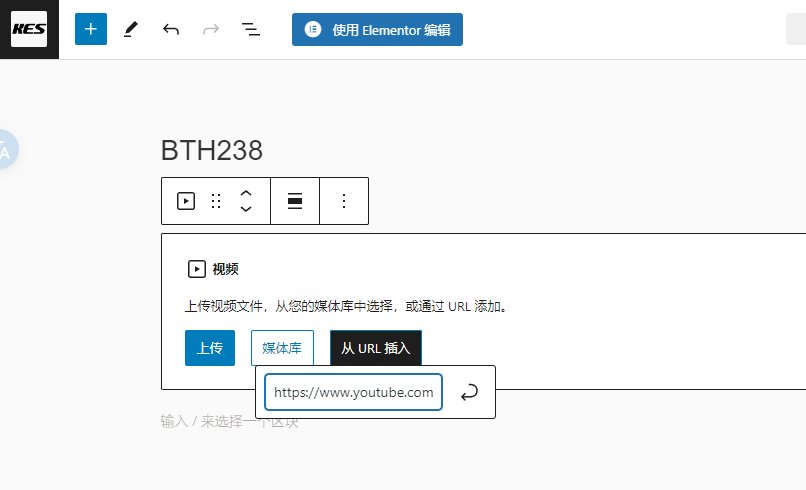 KES
使用 Elementor 编辑
BTH238
视频
上传视频文件，从您的媒体库中选择，或通过 URL 添加。
上传
媒体库
从 URL 插入
https://www.youtube.com
输入 / 来选择一个区块